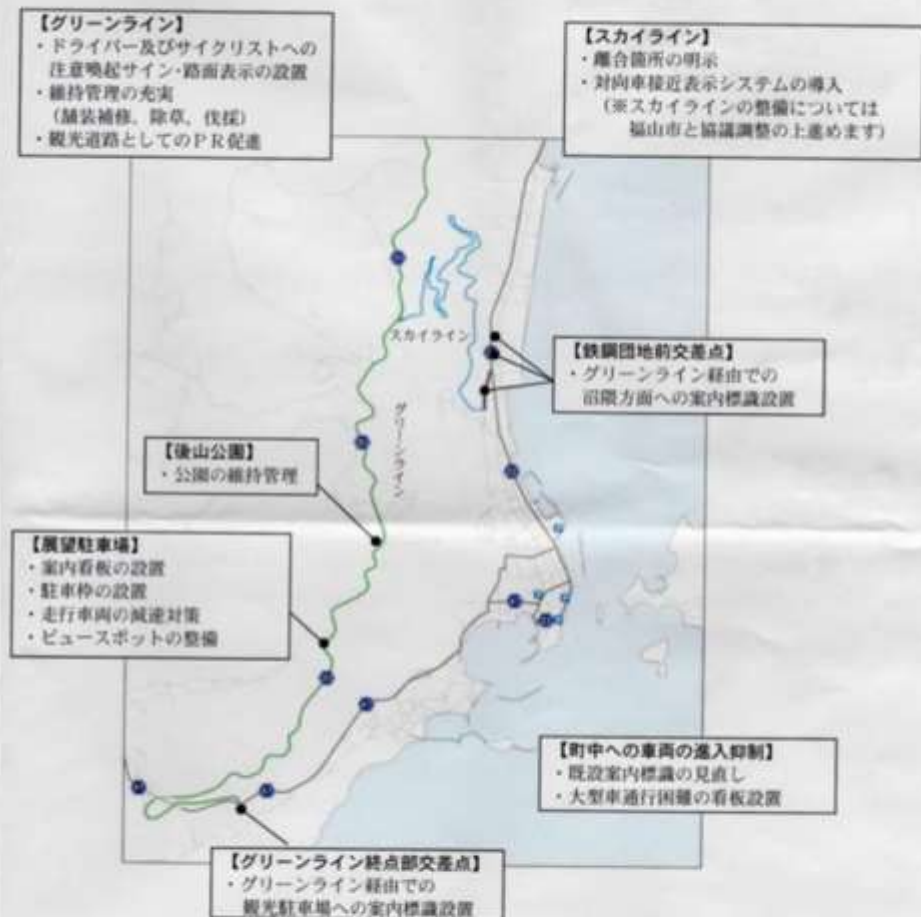 【グリーンライン】
・ドライバー及びサイクリストへの
注意喚起サイン・路面表示の設置
・維持管理の充実
(舗装補修、除草、伐採)
・観光道路としてのPR促進
【スカイライン】
・離合箇所の明示
・対向車接近表示システムの導入
(※スカイラインの整備については
福山市と協議調整の上進めます)
スカイライン
グリーンライン
【鉄鋼団地前交差点】
・グリーンライン経由での
沼隈方面への案内標識設置
【後山公園】
・公園の維持管理
【展望駐車場】
・案内看板の設置
・駐車枠の設置
・走行車両の減速対策
・ビュースポットの整備
【町中への車両の進入抑制】
・既設案内標識の見直し
・大型車通行困難の看板設置
【グリーンライン終点部交差点】
・グリーンライン経由での
観光駐車場への案内標識設置